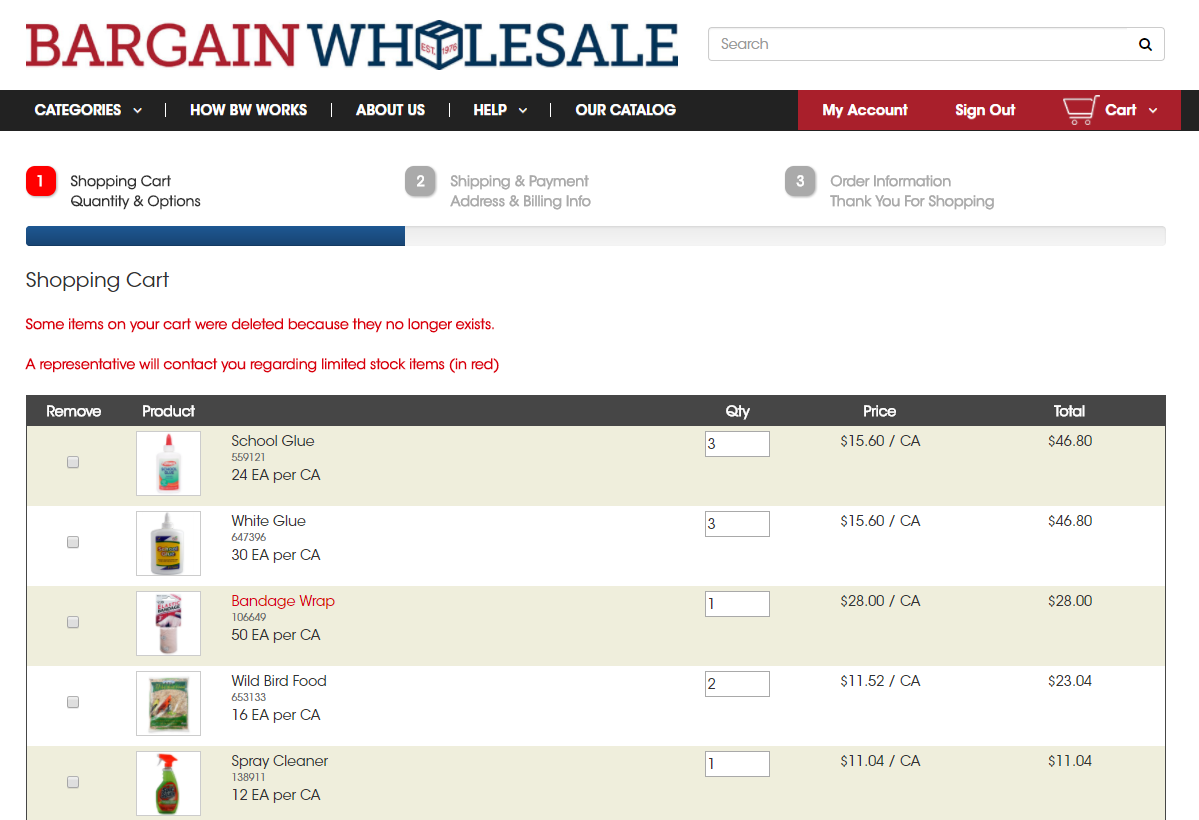 BARGAIN WHOLESALE
EST. 1976
Search
CATEGORIES
HOW BW WORKS
ABOUT US
HELP
OUR CATALOG
My Account
Sign Out
Cart
1
Shopping Cart
Quantity & Options
2
Shipping & Payment
Address & Billing Info
3
Order Information
Thank You For Shopping
Shopping Cart
Some items on your cart were deleted because they no longer exists.
A representative will contact you regarding limited stock items (in red)
Remove Product Qty Price Total
School Glue 3 $15.60 / CA $46.80
559121
24 EA per CA
White Glue 3 $15.60 / CA $46.80
647396
30 EA per CA
Bandage Wrap 1 $28.00 / CA $28.00
106649
50 EA per CA
Wild Bird Food 2 $11.52 / CA $23.04
653133
16 EA per CA
Spray Cleaner 1 $11.04 / CA $11.04
138911
12 EA per CA